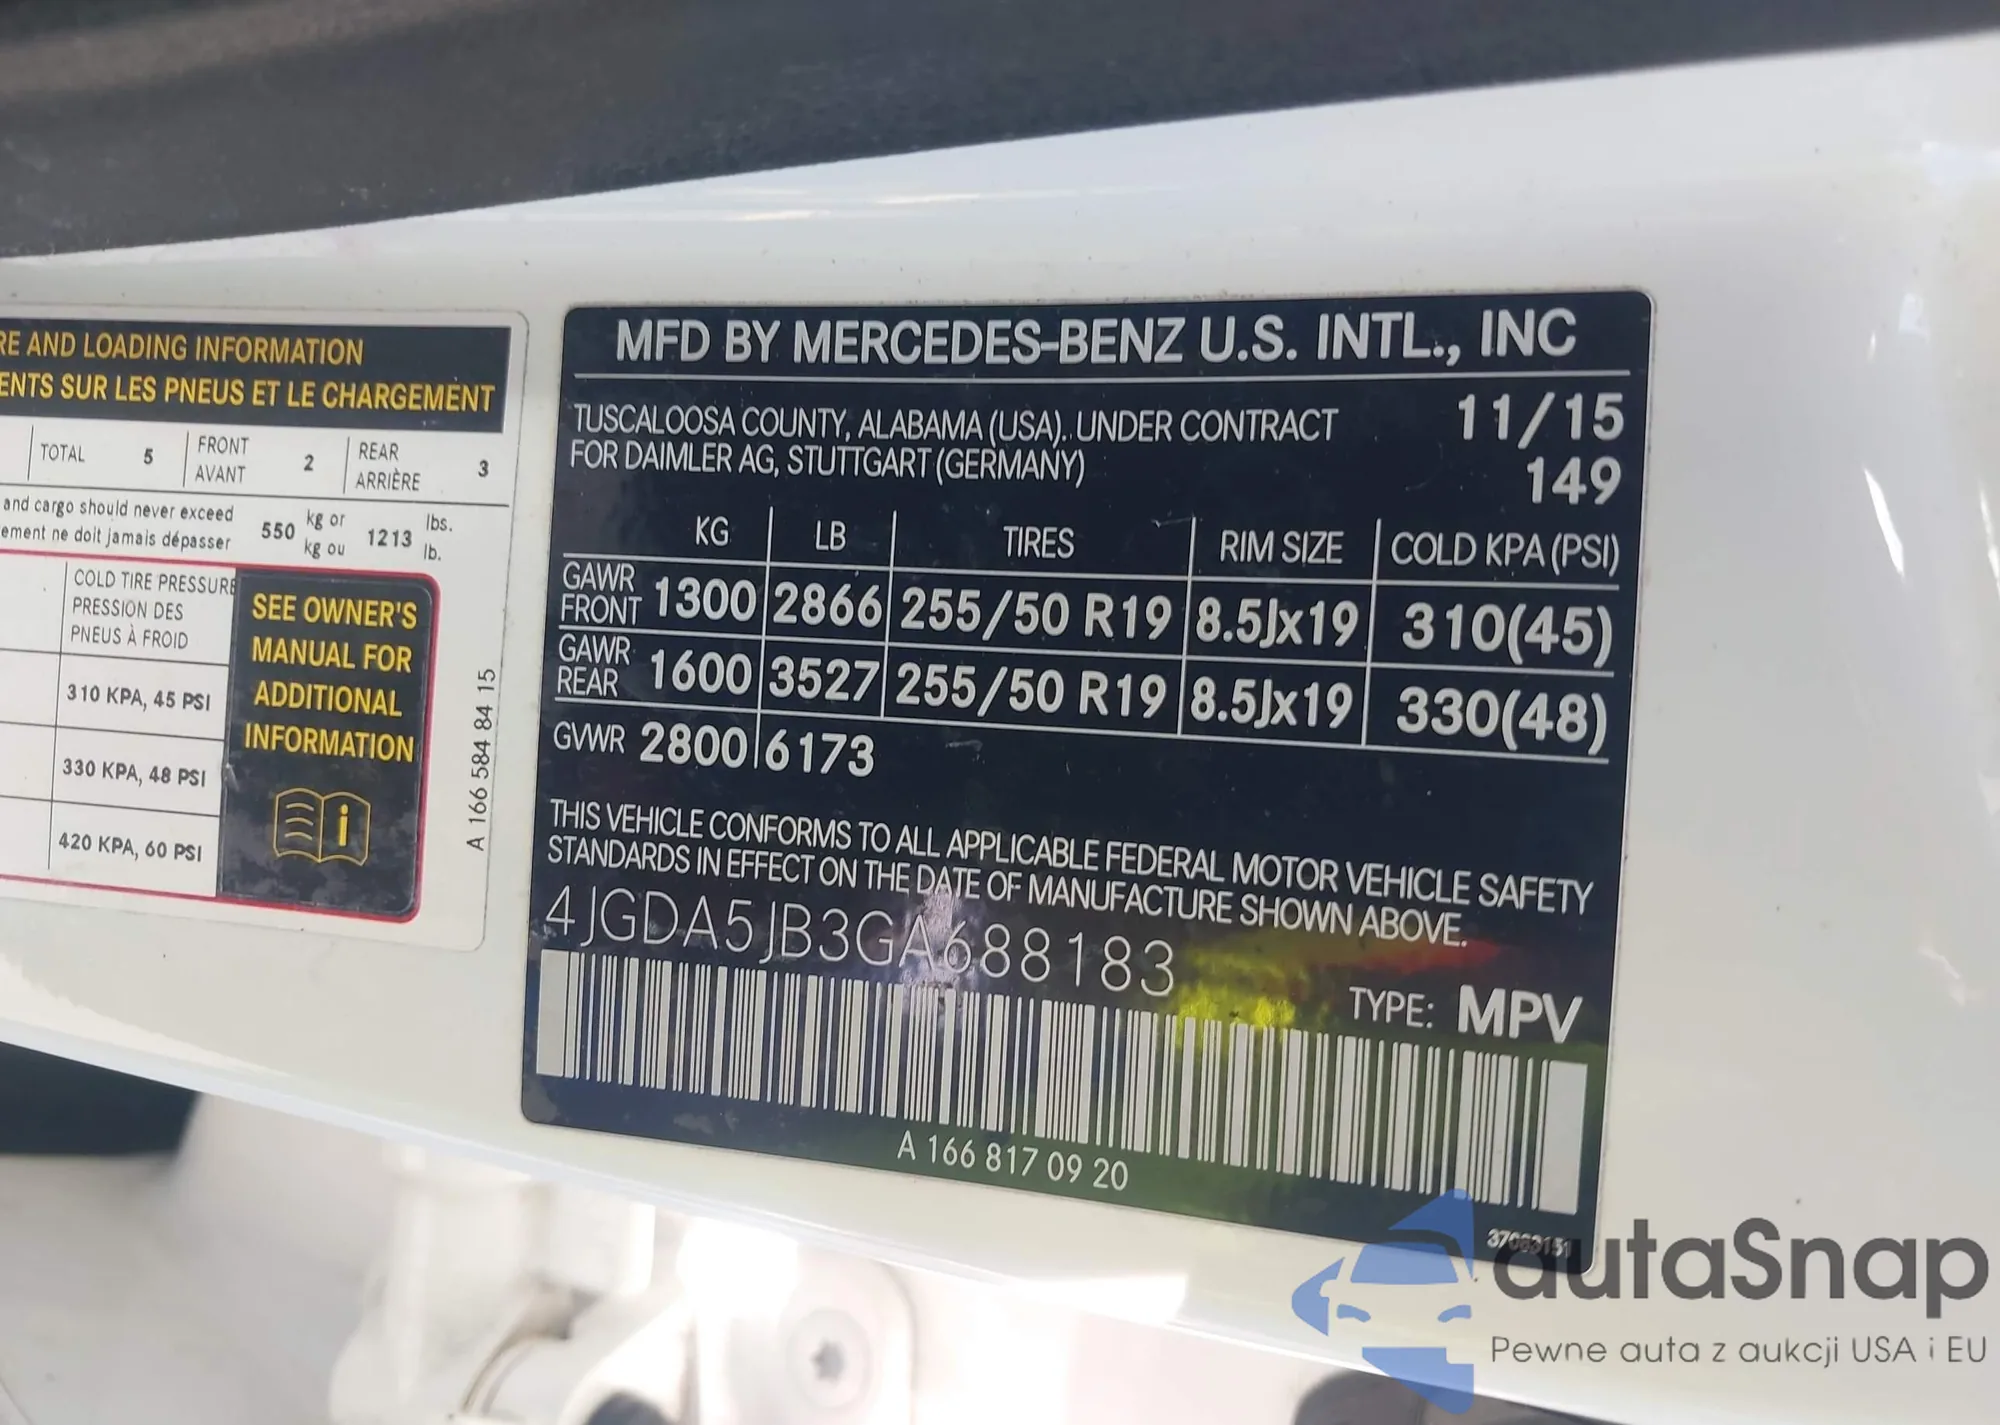 RE AND LOADING INFORMATION
ENTS SUR LES PNEUS ET LE CHARGEMENT
TOTAL 5 FRONT AVANT 2 REAR ARRIÈRE 3
and cargo should never exceed
ement ne doit jamais dépasser
550 kg or kg ou 1213 lbs. lb.
COLD TIRE PRESSURE
PRESSION DES
PNEUS À FROID
310 KPA, 45 PSI
330 KPA, 48 PSI
420 KPA, 60 PSI
SEE OWNER'S
MANUAL FOR
ADDITIONAL
INFORMATION
i
A 166 584 84 15
MFD BY MERCEDES-BENZ U.S. INTL., INC
TUSCALOOSA COUNTY, ALABAMA (USA). UNDER CONTRACT
FOR DAIMLER AG, STUTTGART (GERMANY)
11/15
149
KG LB TIRES RIM SIZE COLD KPA (PSI)
GAWR FRONT 1300 2866 255/50 R19 8.5Jx19 310(45)
GAWR REAR 1600 3527 255/50 R19 8.5Jx19 330(48)
GVWR 2800 6173
THIS VEHICLE CONFORMS TO ALL APPLICABLE FEDERAL MOTOR VEHICLE SAFETY
STANDARDS IN EFFECT ON THE DATE OF MANUFACTURE SHOWN ABOVE.
4JGDA5JB3GA688183
TYPE: MPV
A 166 817 09 20
autaSnap
Pewne auta z aukcji USA i EU